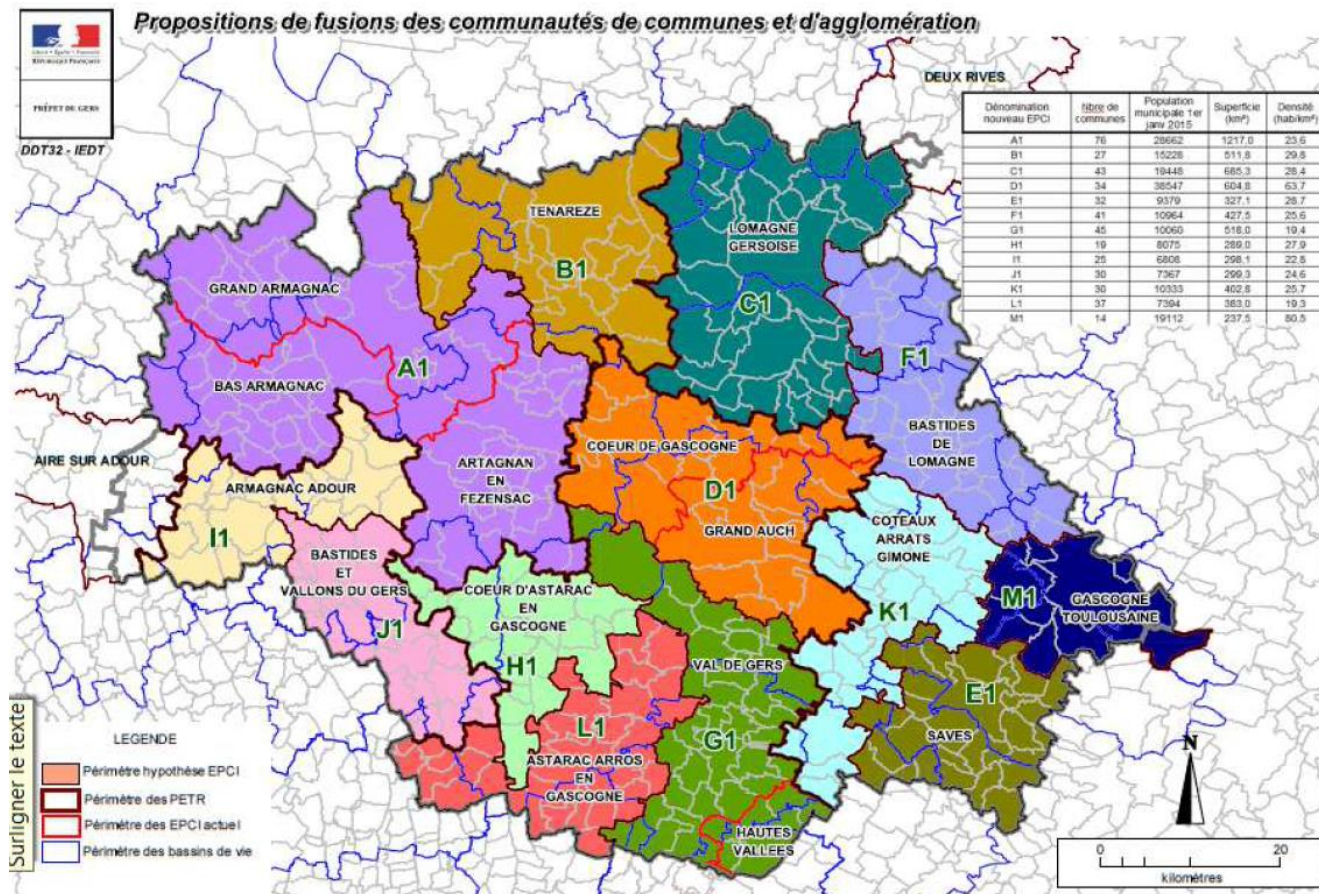 Propositions de fusions des communautés de communes et d'agglomération
RÉPUBLIQUE FRANÇAISE
PRÉFET DU GERS
DDT32 - IEDT
DEUX RIVES
Dénomination nouveau EPCI | Nbre de communes | Population municipale 1er janv 2015 | Superficie (km²) | Densité (hab/km²)
A1 76 28662 1217,0 23,6
B1 27 15228 511,8 29,8
C1 43 19448 685,3 28,4
D1 34 38547 604,8 63,7
E1 32 9379 327,1 28,7
F1 41 10964 427,5 25,6
G1 45 10060 518,0 19,4
H1 19 8075 289,0 27,9
I1 25 6808 298,1 22,8
J1 30 7367 299,3 24,6
K1 30 10333 402,8 25,7
L1 37 7394 383,0 19,3
M1 14 19112 237,5 80,5
TENAREZE
B1
LOMAGNE
GERSOISE
C1
GRAND ARMAGNAC
A1
BAS ARMAGNAC
F1
BASTIDES
DE
LOMAGNE
AIRE SUR ADOUR
ARMAGNAC ADOUR
I1
ARTAGNAN
EN
FEZENSAC
COEUR DE GASCOGNE
D1
GRAND AUCH
COTEAUX
ARRATS
GIMONE
K1
BASTIDES
ET
VALLONS DU GERS
J1
COEUR D'ASTARAC
EN
GASCOGNE
H1
M1
GASCOGNE
TOULOUSAINE
VAL DE GERS
G1
E1
SAVES
L1
ASTARAC ARROS
EN
GASCOGNE
HAUTES
VALLEES
Surligner le texte
LEGENDE
Périmètre hypothèse EPCI
Périmètre des PETR
Périmètre des EPCI actuel
Périmètre des bassins de vie
N
0 20
kilomètres